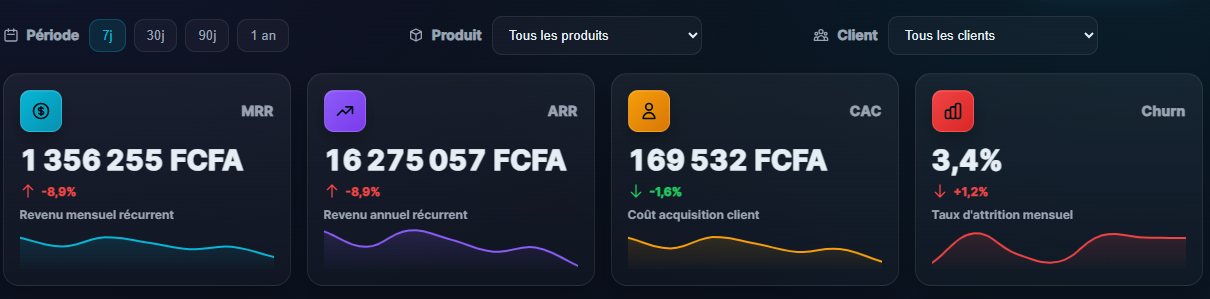 Période 7j 30j 90j 1 an Produit Tous les produits Client Tous les clients
MRR ARR CAC Churn
1 356 255 FCFA 16 275 057 FCFA 169 532 FCFA 3,4%
↑ -8,9% ↑ -8,9% ↓ -1,6% ↓ +1,2%
Revenu mensuel récurrent Revenu annuel récurrent Coût acquisition client Taux d'attrition mensuel